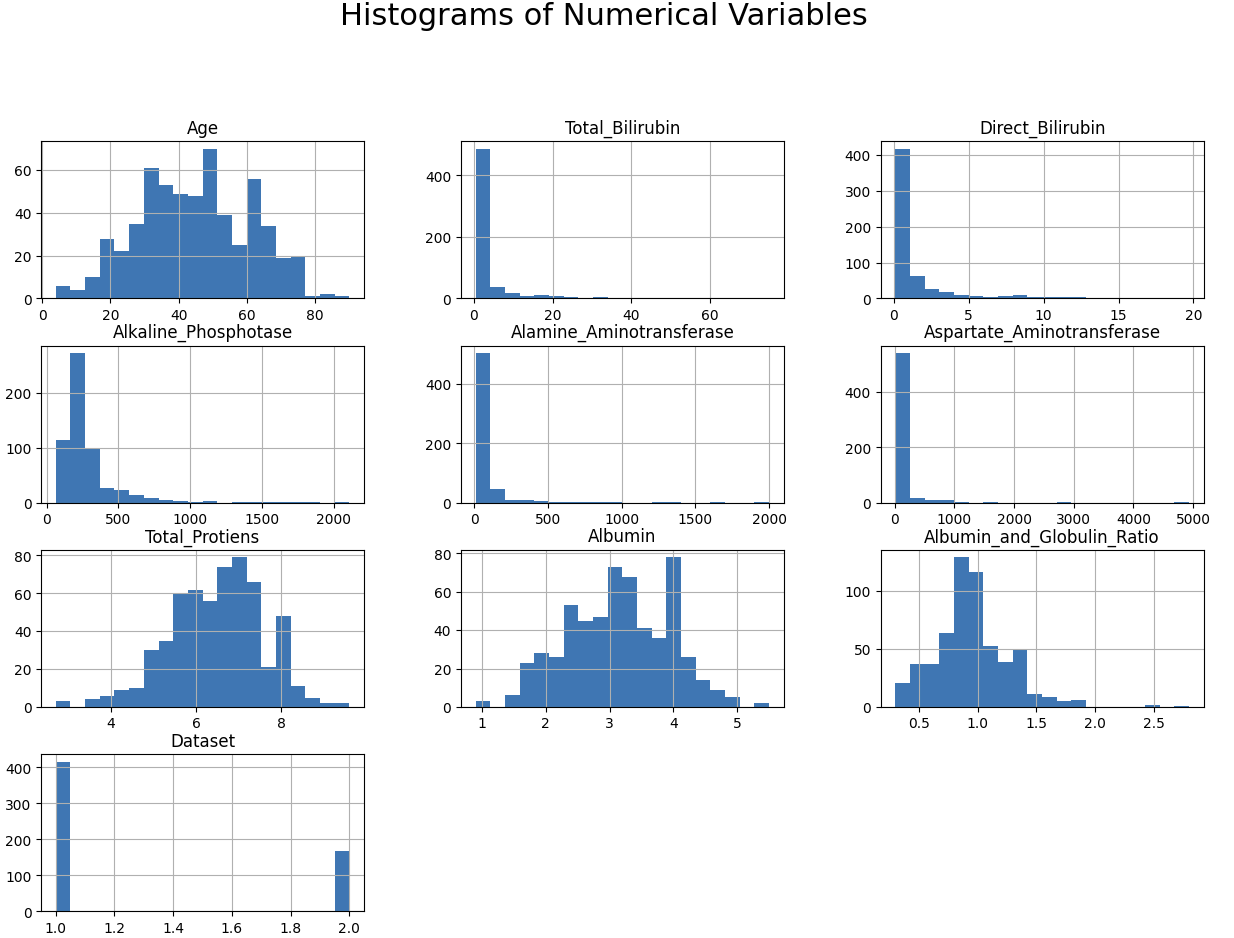 Histograms of Numerical Variables
Age
60
40
20
0
0 20 40 60 80
Total_Bilirubin
400
200
0
0 20 40 60
Direct_Bilirubin
400
300
200
100
0
0 5 10 15 20
Alkaline_Phosphotase
200
100
0
0 500 1000 1500 2000
Alamine_Aminotransferase
400
200
0
0 500 1000 1500 2000
Aspartate_Aminotransferase
400
200
0
0 1000 2000 3000 4000 5000
Total_Protiens
80
60
40
20
0
4 6 8
Albumin
80
60
40
20
0
1 2 3 4 5
Albumin_and_Globulin_Ratio
100
50
0
0.5 1.0 1.5 2.0 2.5
Dataset
400
300
200
100
0
1.0 1.2 1.4 1.6 1.8 2.0